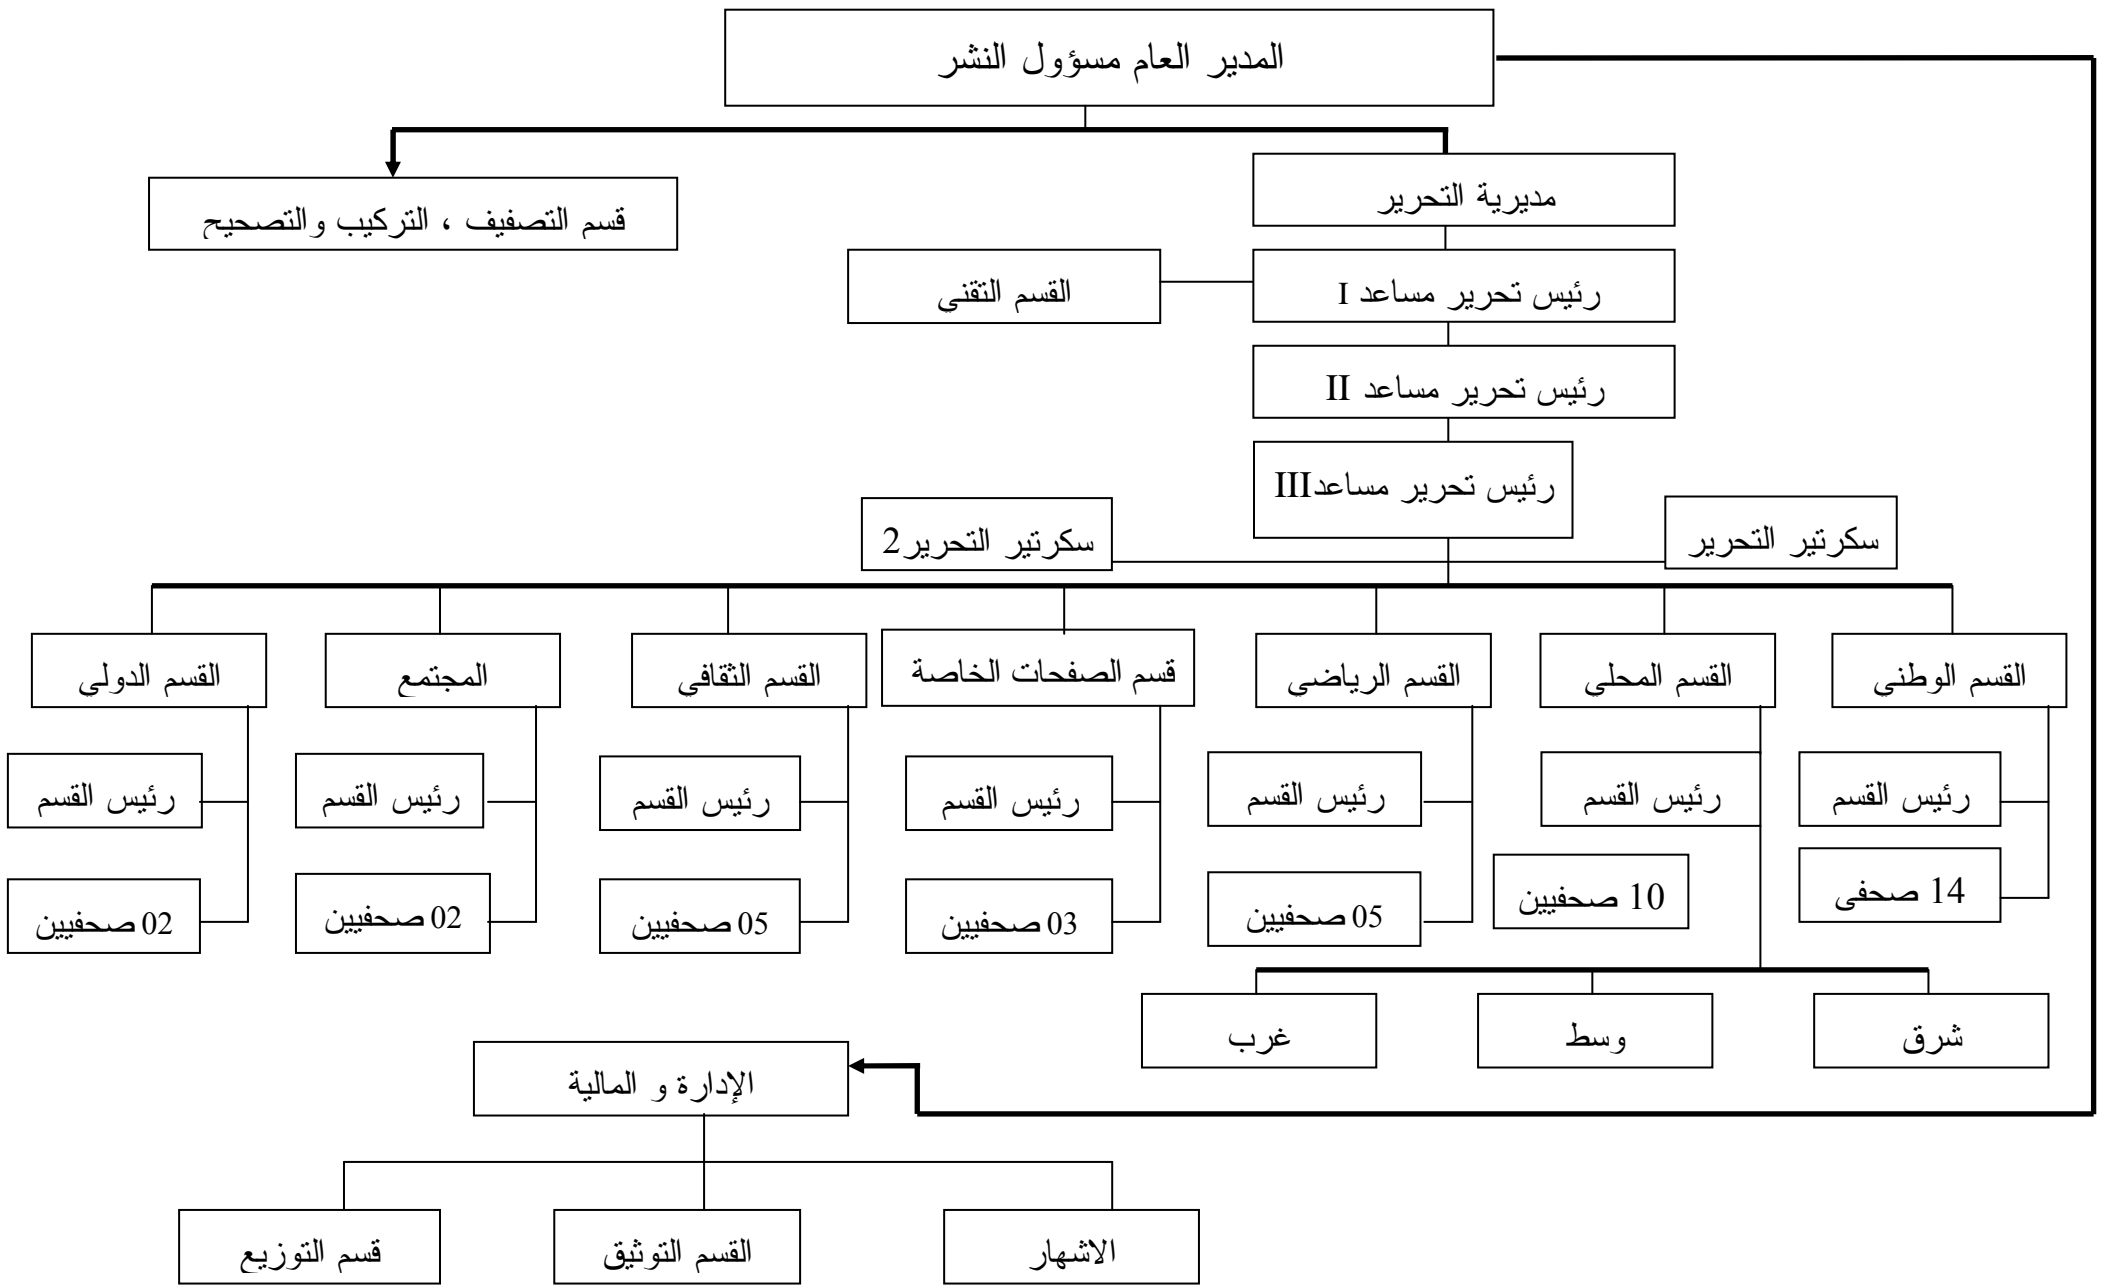 المدير العام مسؤول النشر
مديرية التحرير
قسم التصفيف ، التركيب والتصحيح
رئيس تحرير مساعد I
القسم التقني
رئيس تحرير مساعد II
رئيس تحرير مساعدIII
سكرتير التحرير
سكرتير التحرير2
القسم الوطني
القسم المحلي
القسم الرياضي
قسم الصفحات الخاصة
القسم الثقافي
المجتمع
القسم الدولي
رئيس القسم
رئيس القسم
رئيس القسم
رئيس القسم
رئيس القسم
رئيس القسم
رئيس القسم
14 صحفي
10 صحفيين
05 صحفيين
03 صحفيين
05 صحفيين
02 صحفيين
02 صحفيين
شرق
وسط
غرب
الإدارة و المالية
الاشهار
القسم التوثيق
قسم التوزيع